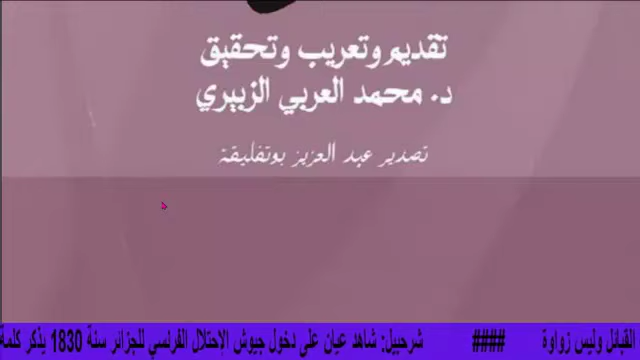 تقديم وتعريب وتحقيق
د. محمد العربي الزبيري
تصدير عبد العزيز بوتفليقة
القبائل وليس زواوة #### شرحبيل: شاهد عيان على دخول جيوش الإحتلال الفرنسي للجزائر سنة 1830 يذكر كلمة